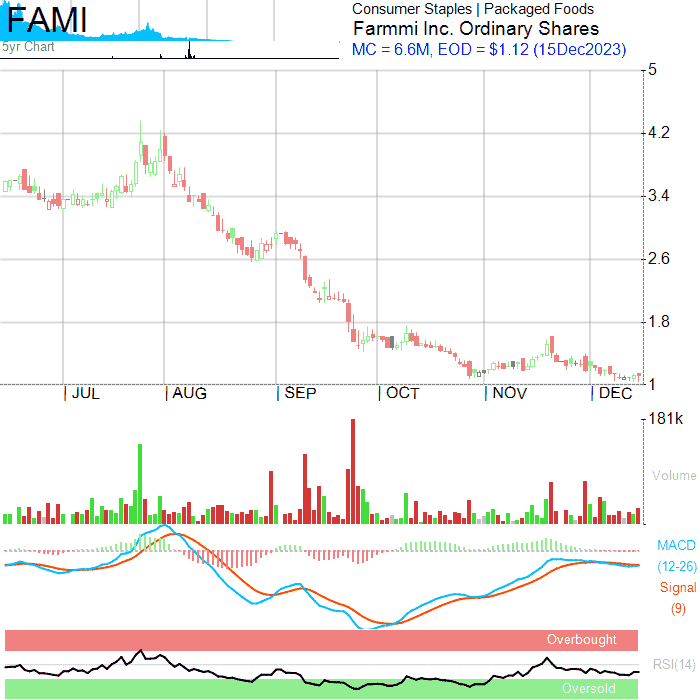 FAMI
5yr Chart
Consumer Staples | Packaged Foods
Farmmi Inc. Ordinary Shares
MC = 6.6M, EOD = $1.12 (15Dec2023)
5
4.2
3.4
2.6
1.8
1
| JUL | AUG | SEP | OCT | NOV | DEC
181k
Volume
MACD
(12-26)
Signal
(9)
Overbought
RSI(14)
Oversold